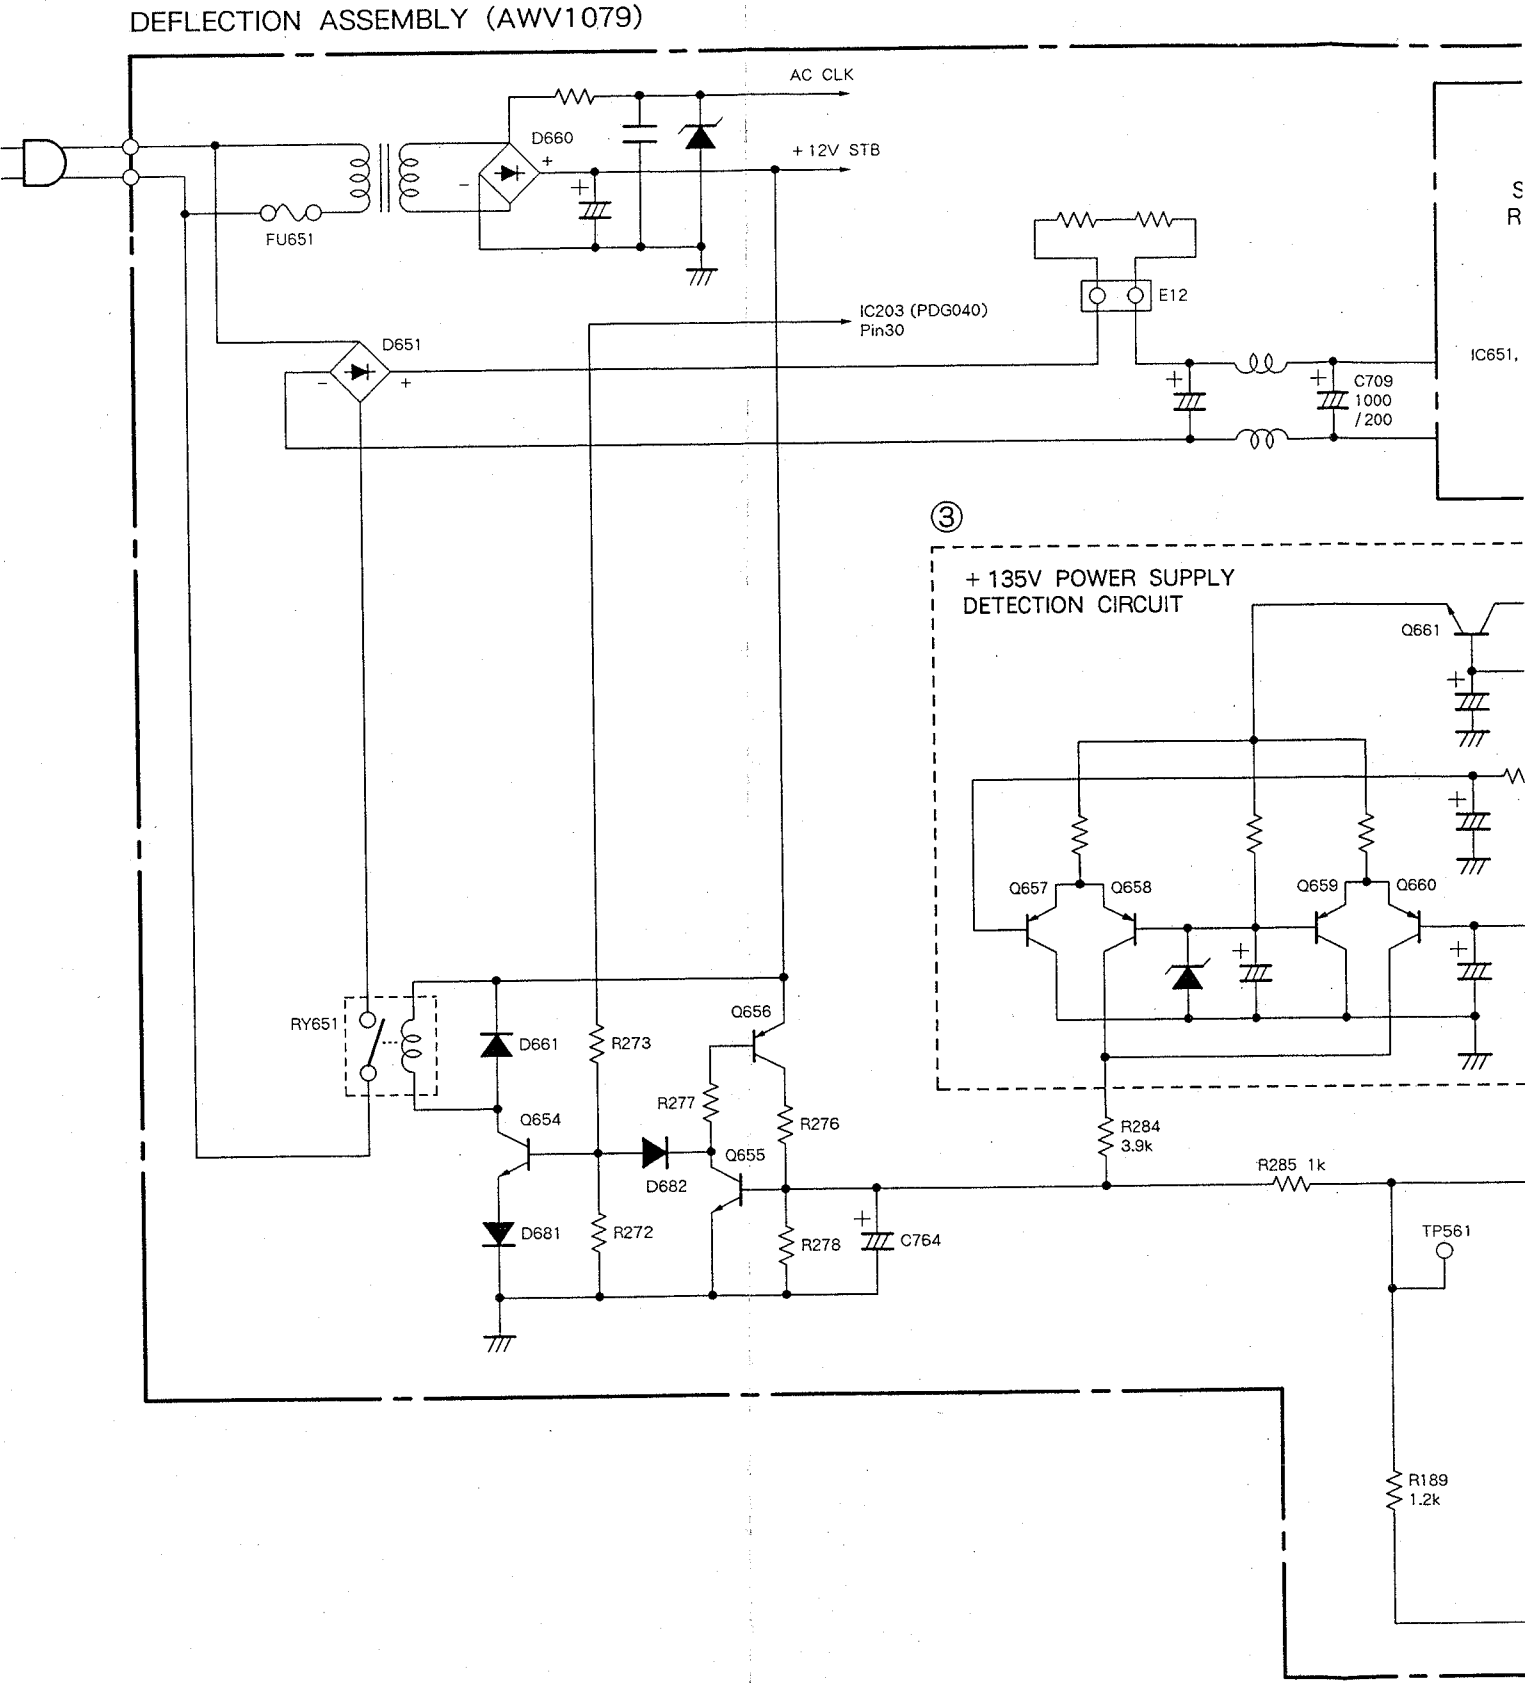 DEFLECTION ASSEMBLY (AWV1079)
AC CLK
D660
+
−
+12V STB
+
FU651
S
R
E12
IC203 (PDG040)
Pin30
D651
−
+
IC651,
+
+
C709
1000
/200
3
+135V POWER SUPPLY
DETECTION CIRCUIT
Q661
+
+
Q657
Q658
Q659
Q660
+
+
Q656
RY651
D661
R273
R277
R276
Q654
Q655
D682
R284
3.9k
R285 1k
D681
R272
R278
+
C764
TP561
R189
1.2k